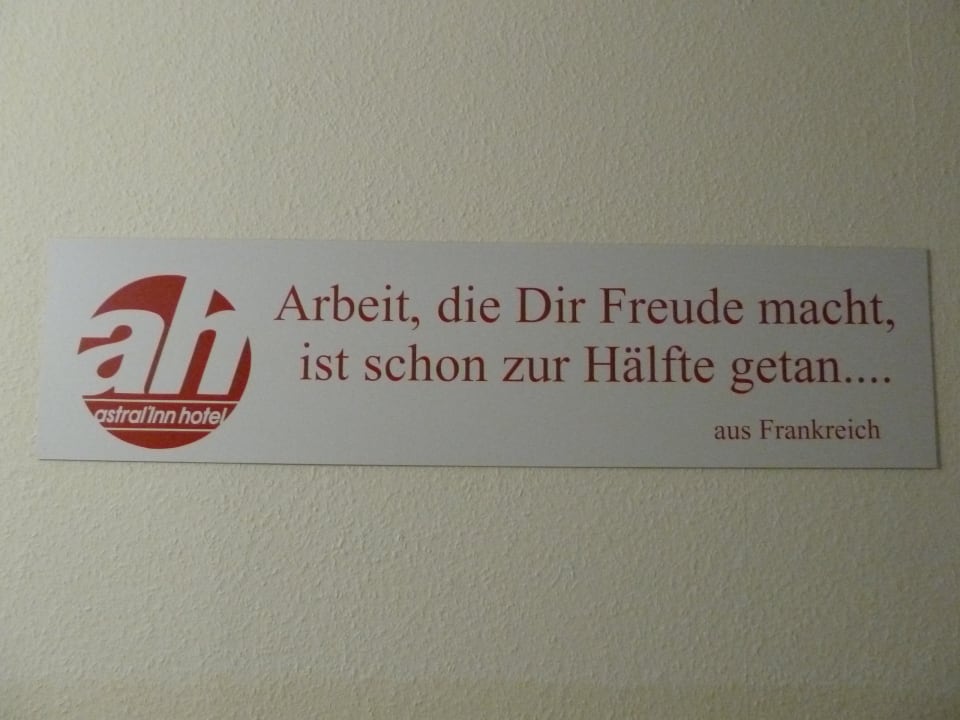 ah
astral'Inn hotel
Arbeit, die Dir Freude macht,
ist schon zur Hälfte getan....
aus Frankreich